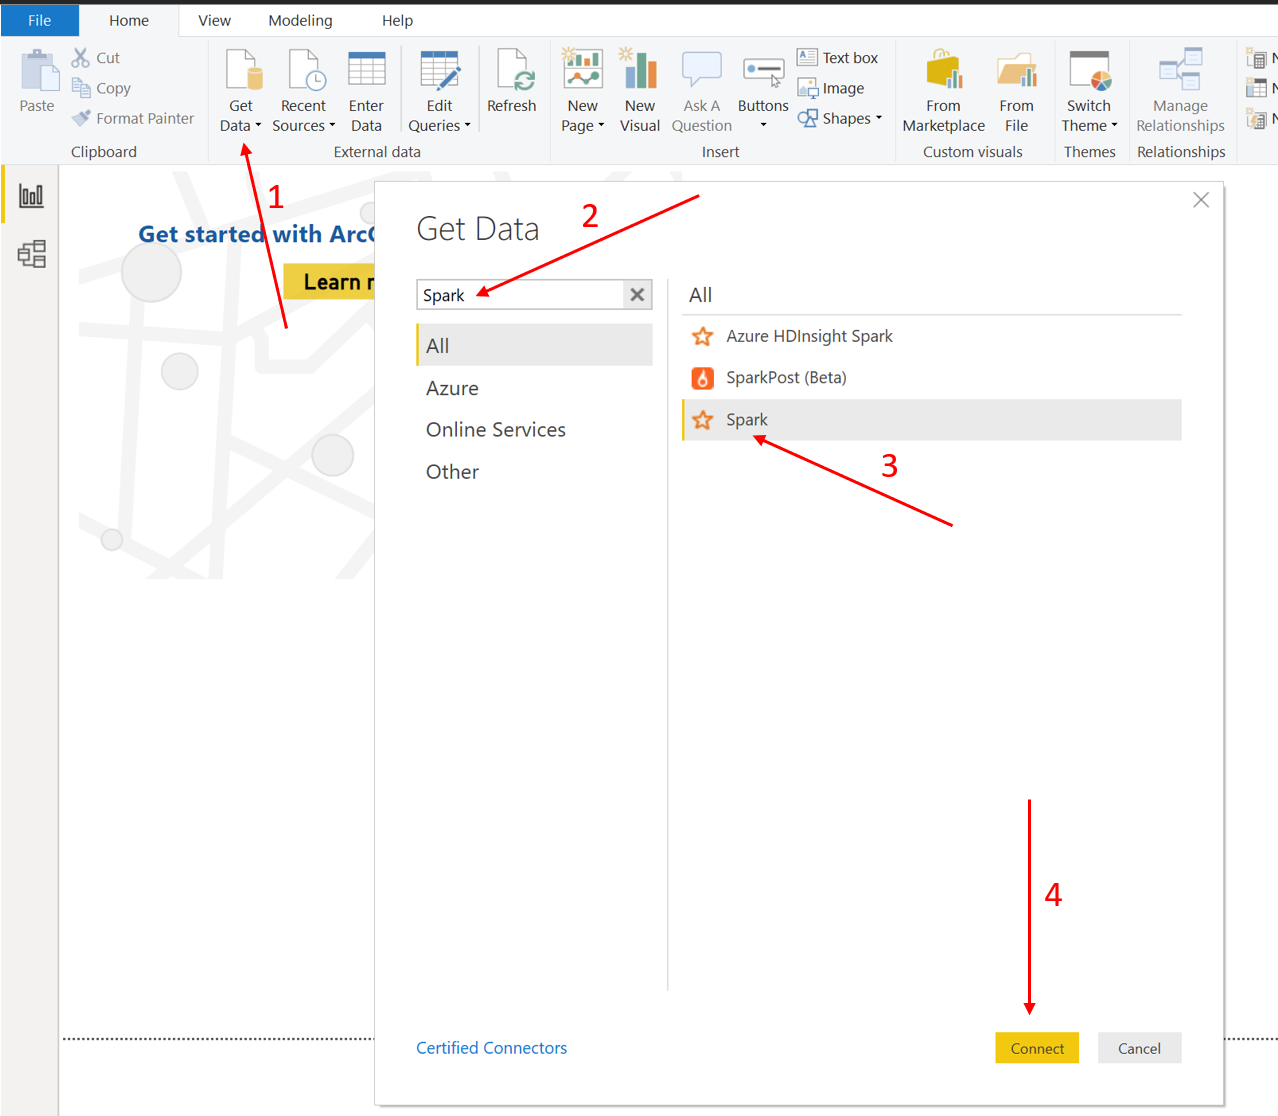 File Home View Modeling Help
Paste
Cut
Copy
Format Painter
Clipboard
Get Data
Recent Sources
Enter Data
Edit Queries
Refresh
External data
New Page
New Visual
Ask A Question
Buttons
Text box
Image
Shapes
Insert
From Marketplace
From File
Custom visuals
Switch Theme
Themes
Manage Relationships
Relationships
N
N
N
1
Get started with Arc
Learn
Get Data
2
Spark
All
Azure
Online Services
Other
All
Azure HDInsight Spark
SparkPost (Beta)
Spark
3
4
Certified Connectors
Connect
Cancel